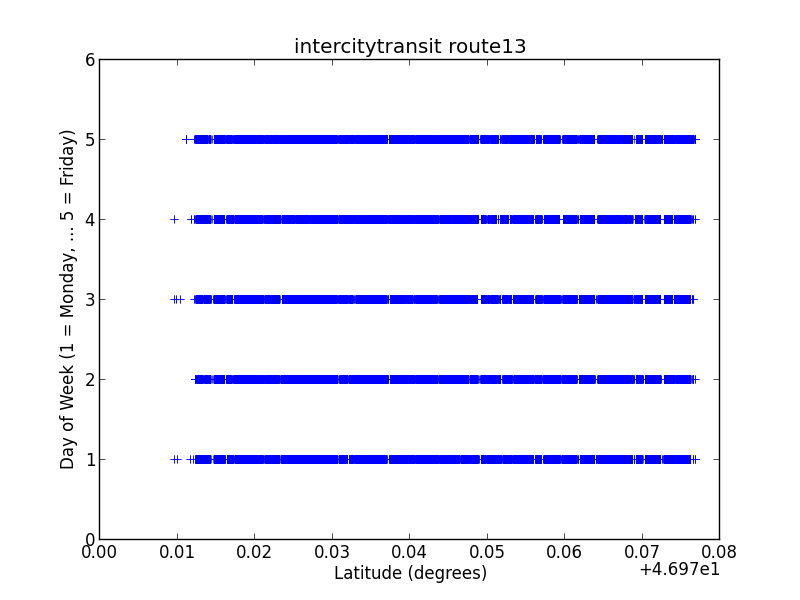 intercitytransit route13
6
5
4
3
2
1
0
Day of Week (1 = Monday, ... 5 = Friday)
0.00 0.01 0.02 0.03 0.04 0.05 0.06 0.07 0.08
+4.697e1
Latitude (degrees)